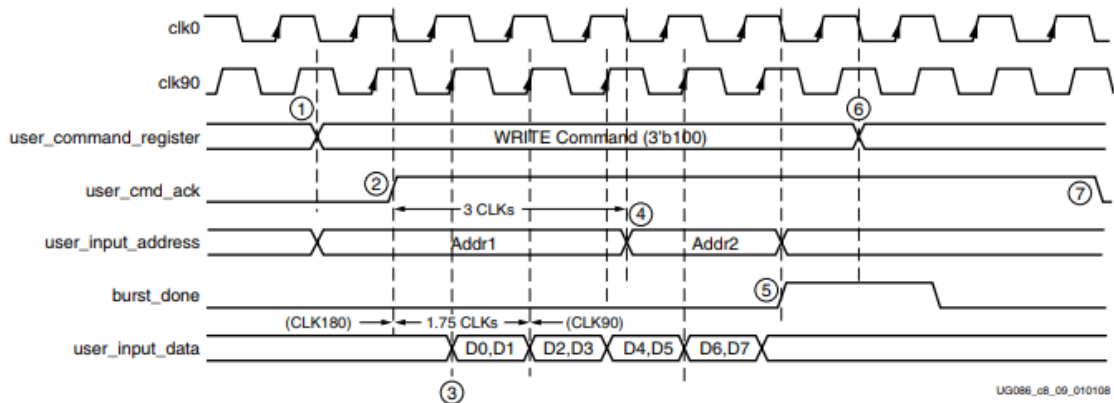 clk0
clk90
1
6
user_command_register
WRITE Command (3'b100)
user_cmd_ack
2
7
3 CLKs
4
user_input_address
Addr1
Addr2
burst_done
5
(CLK180)
1.75 CLKs
(CLK90)
user_input_data
D0,D1
D2,D3
D4,D5
D6,D7
3
UG086_c8_09_010108